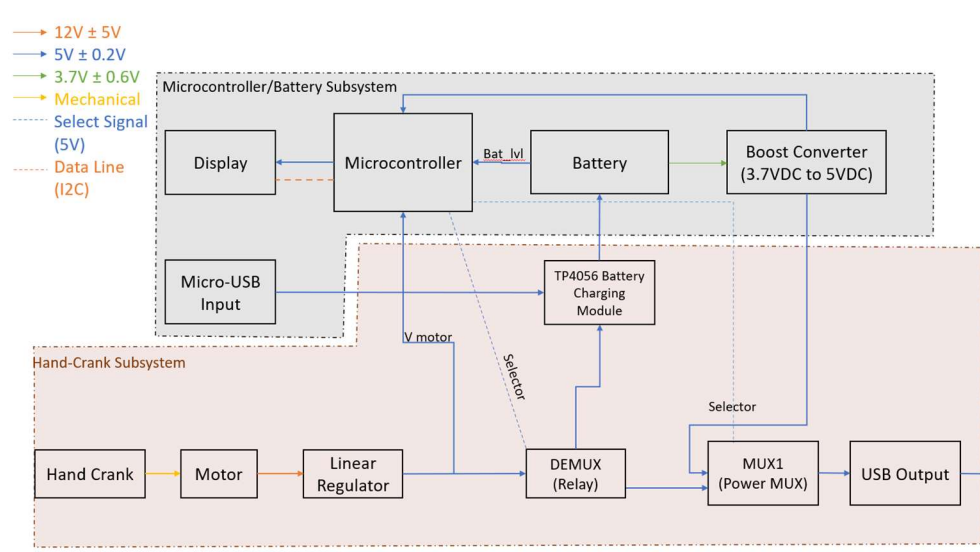 12V ± 5V
5V ± 0.2V
3.7V ± 0.6V
Mechanical
Select Signal
(5V)
Data Line
(I2C)
Microcontroller/Battery Subsystem
Display
Microcontroller
Bat_lvl
Battery
Boost Converter
(3.7VDC to 5VDC)
Micro-USB
Input
TP4056 Battery
Charging
Module
V motor
Selector
Hand-Crank Subsystem
Selector
Hand Crank
Motor
Linear
Regulator
DEMUX
(Relay)
MUX1
(Power MUX)
USB Output